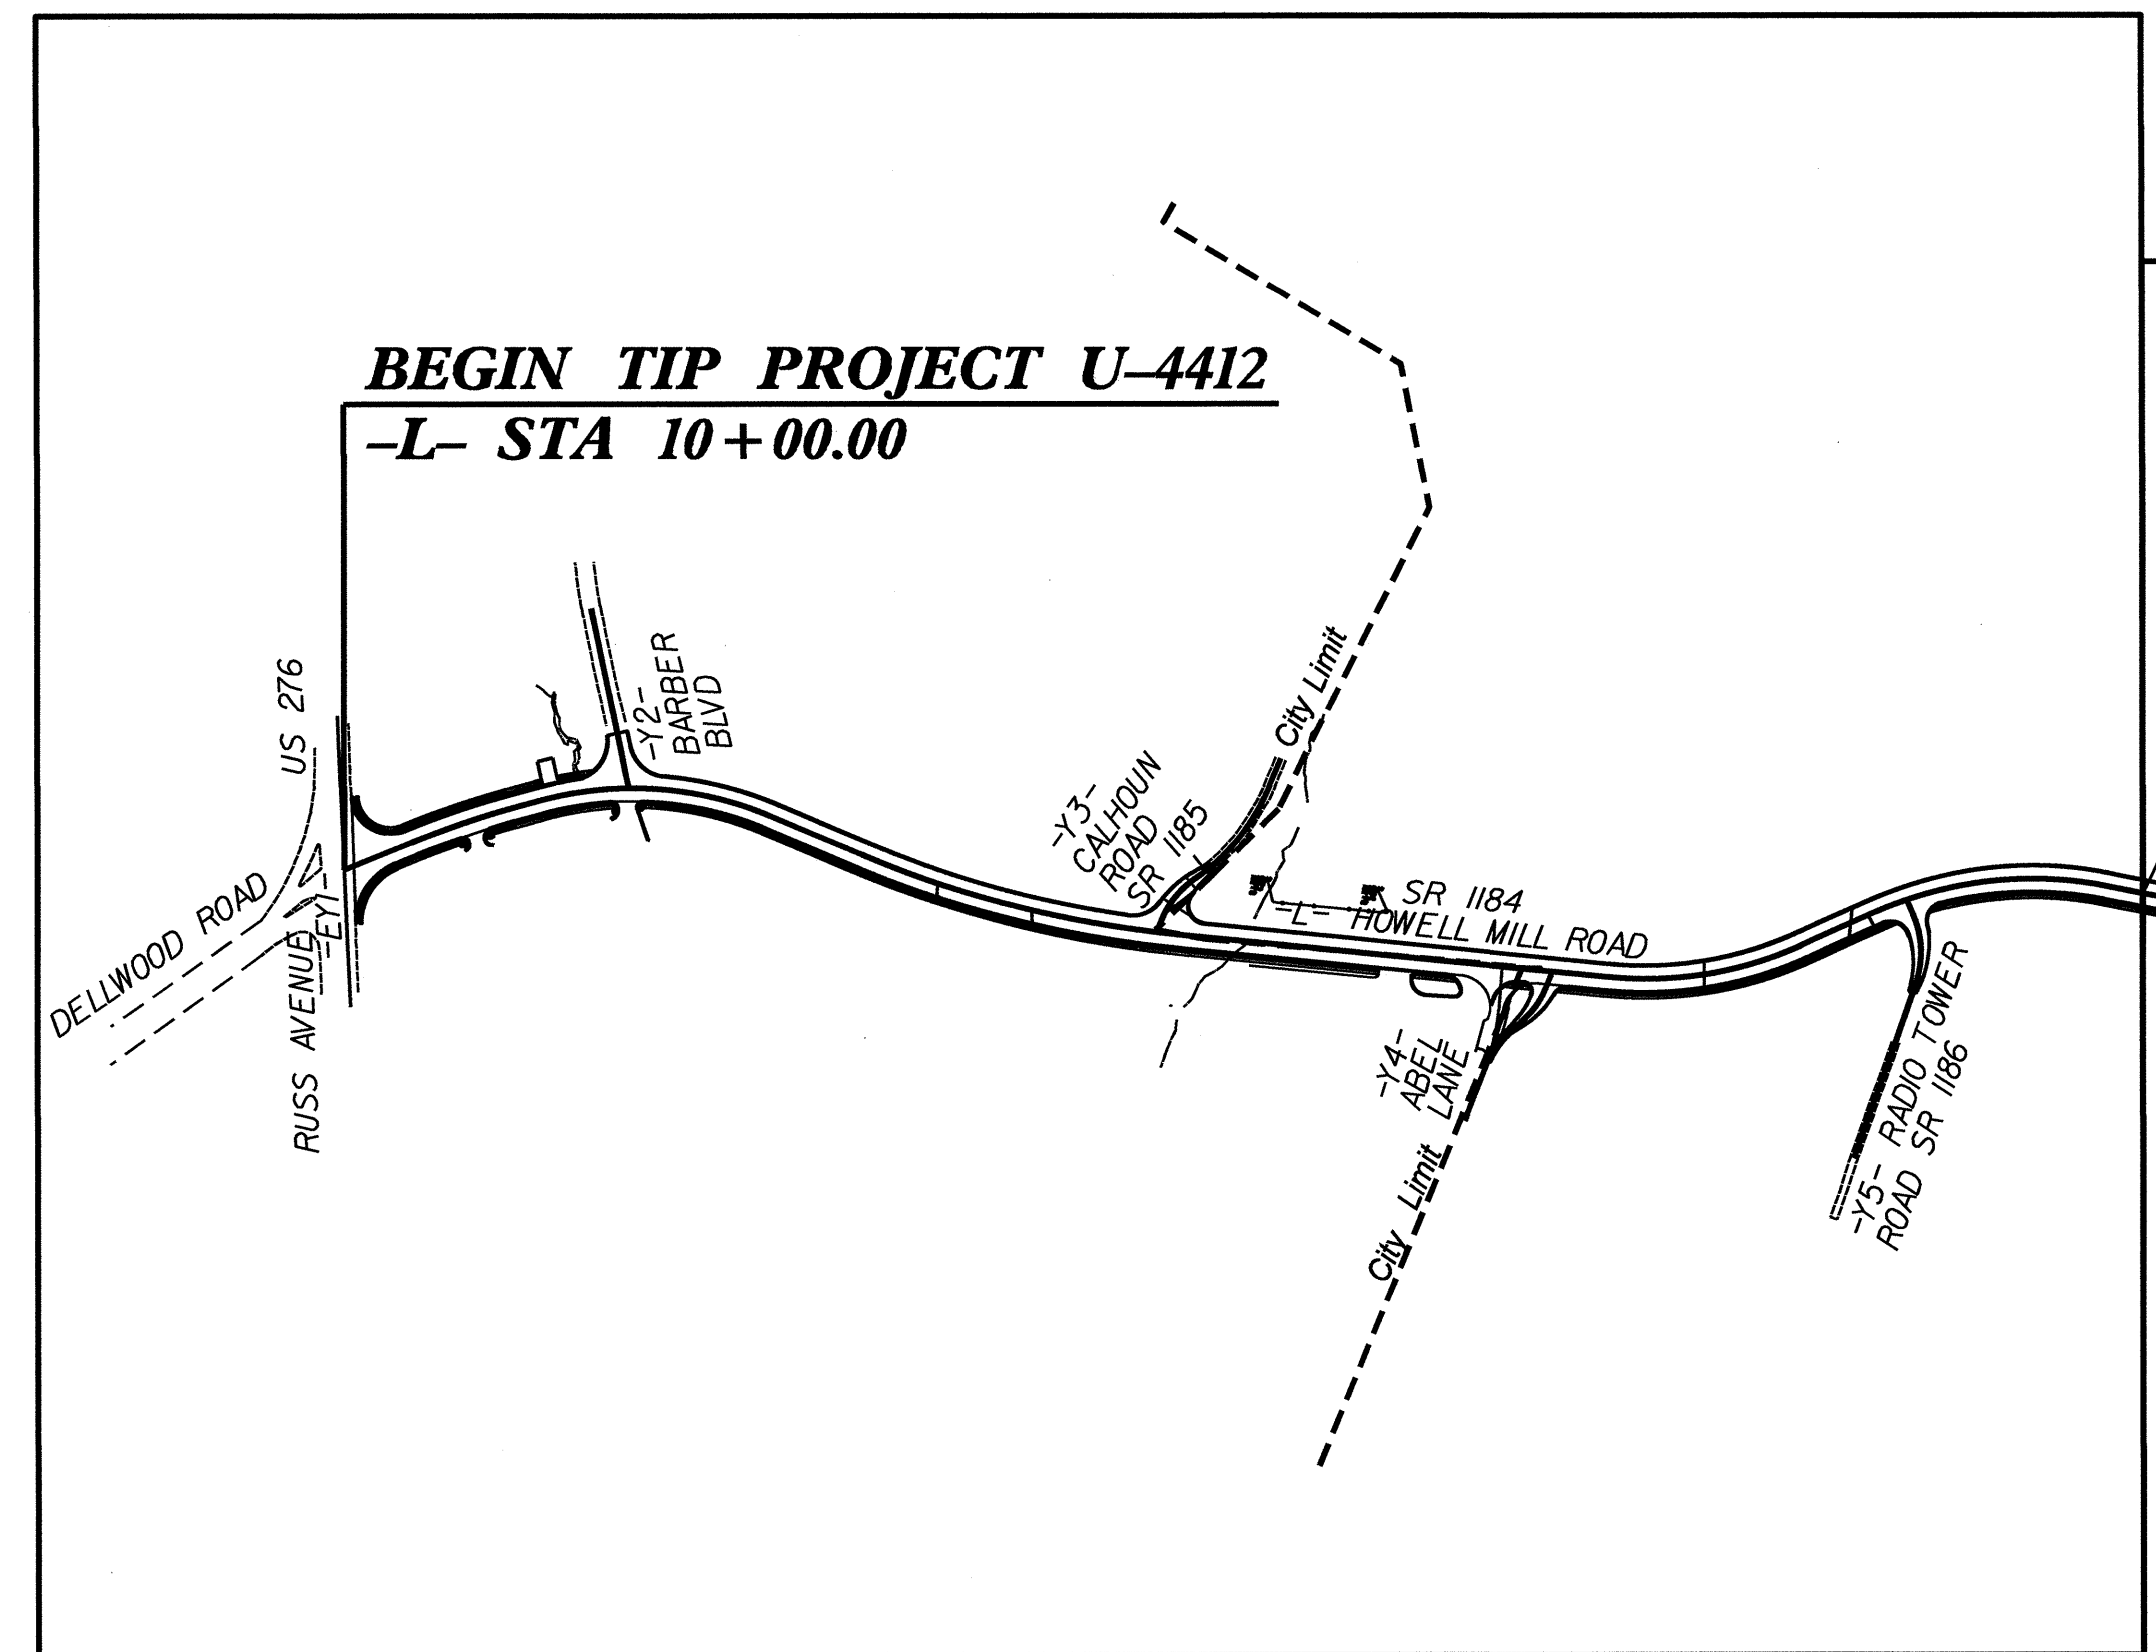 BEGIN TIP PROJECT U-4412
-L- STA 10+00.00
US 276
DELLWOOD ROAD
RUSS AVENUE
-EY1-
-Y2-
BARBER
BLVD
-Y3-
CALHOUN
ROAD
SR 1185
City Limit
SR 1184
-L- HOWELL MILL ROAD
-Y4-
ABEL
LANE
City Limit
-Y5- RADIO TOWER
ROAD SR 1186